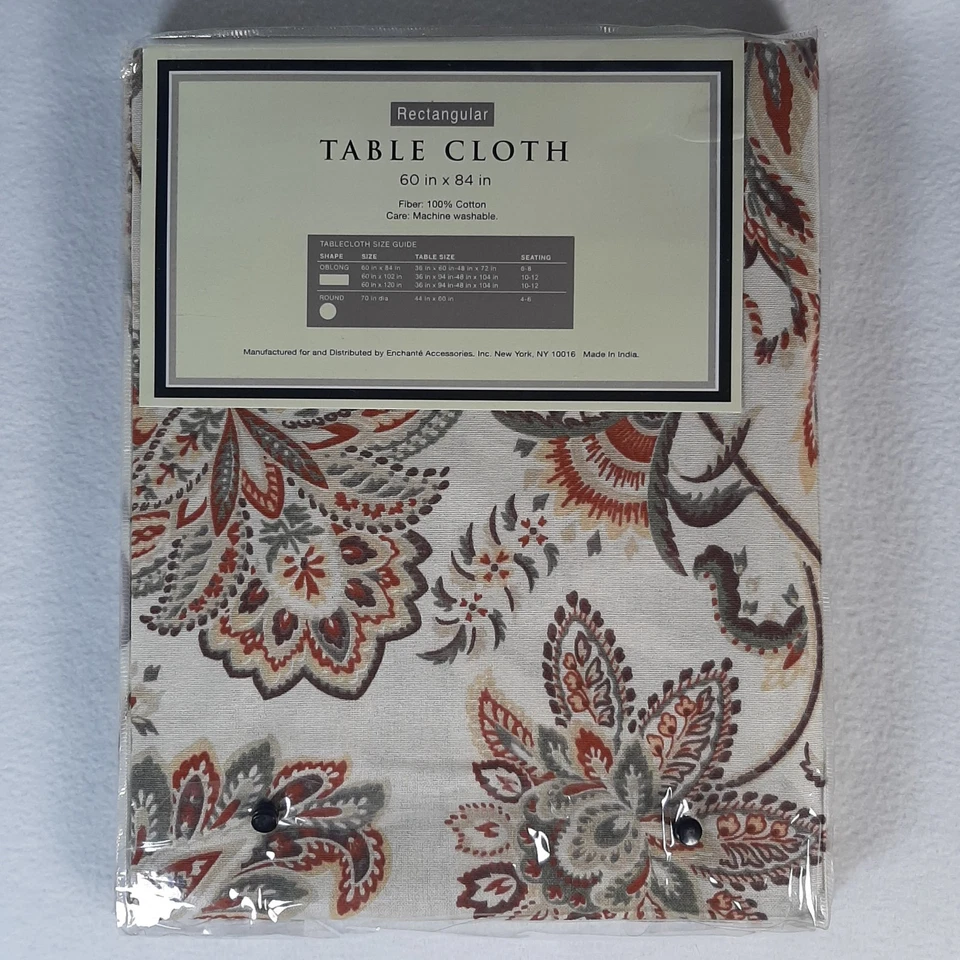 Rectangular
TABLE CLOTH
60 in x 84 in
Fiber: 100% Cotton
Care: Machine washable.
TABLECLOTH SIZE GUIDE
SHAPE SIZE TABLE SIZE SEATING
OBLONG 60 in x 84 in 36 in x 60 in-48 in x 72 in 6-8
60 in x 102 in 36 in x 84 in-48 in x 104 in 10-12
60 in x 120 in 36 in x 84 in-48 in x 104 in 10-12
ROUND 70 in dia 44 in x 60 in 4-6
Manufactured for and Distributed by Enchanté Accessories, Inc. New York, NY 10016 Made In India.